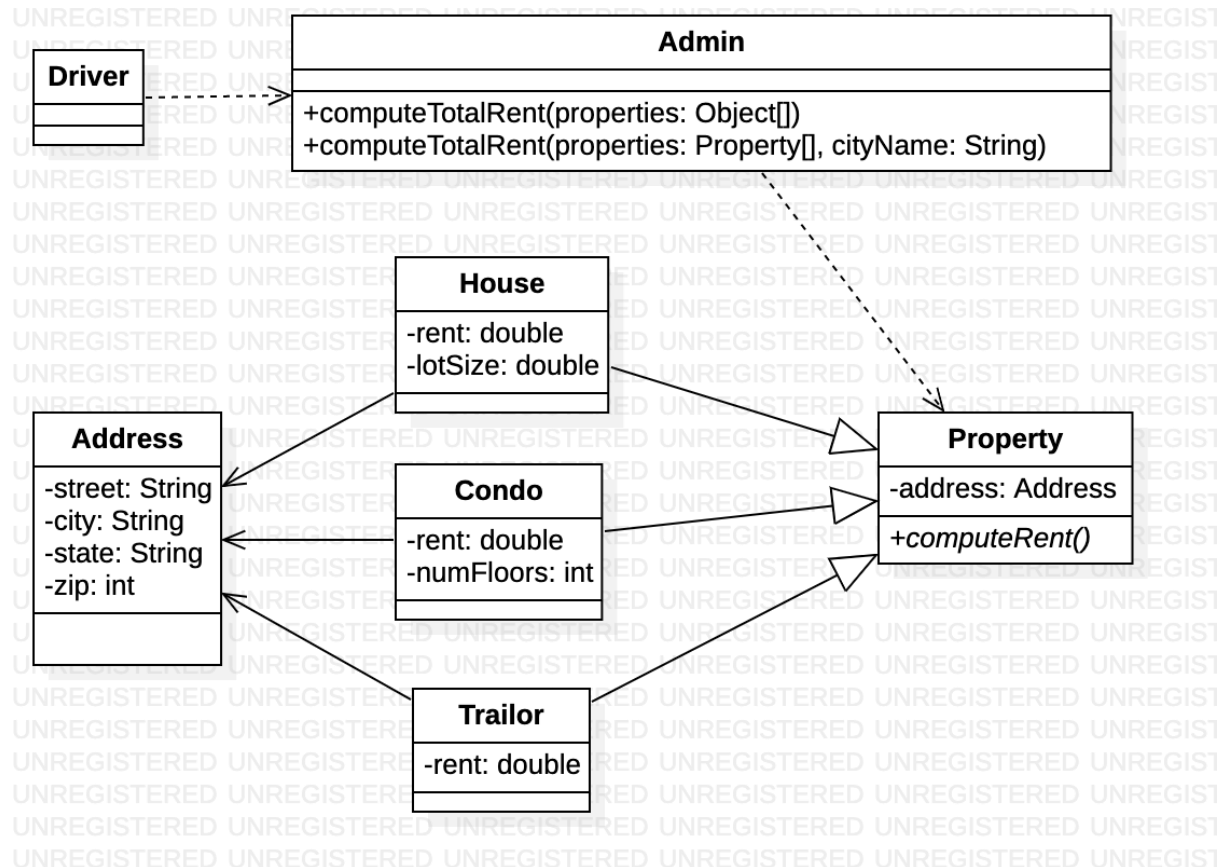 Driver
Admin
+computeTotalRent(properties: Object[])
+computeTotalRent(properties: Property[], cityName: String)
House
-rent: double
-lotSize: double
Address
-street: String
-city: String
-state: String
-zip: int
Condo
-rent: double
-numFloors: int
Property
-address: Address
+computeRent()
Trailor
-rent: double
UNREGISTERED